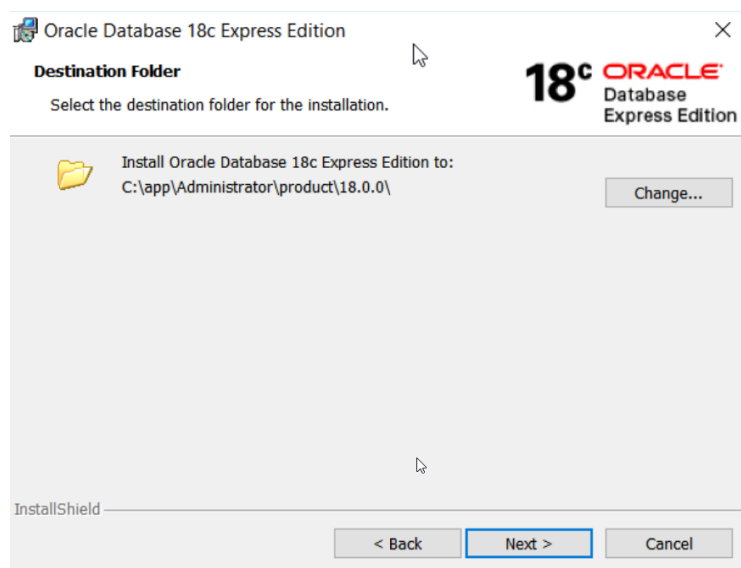 Oracle Database 18c Express Edition
Destination Folder
Select the destination folder for the installation.
18c ORACLE
Database
Express Edition
Install Oracle Database 18c Express Edition to:
C:\app\Administrator\product\18.0.0\
Change...
InstallShield
< Back
Next >
Cancel